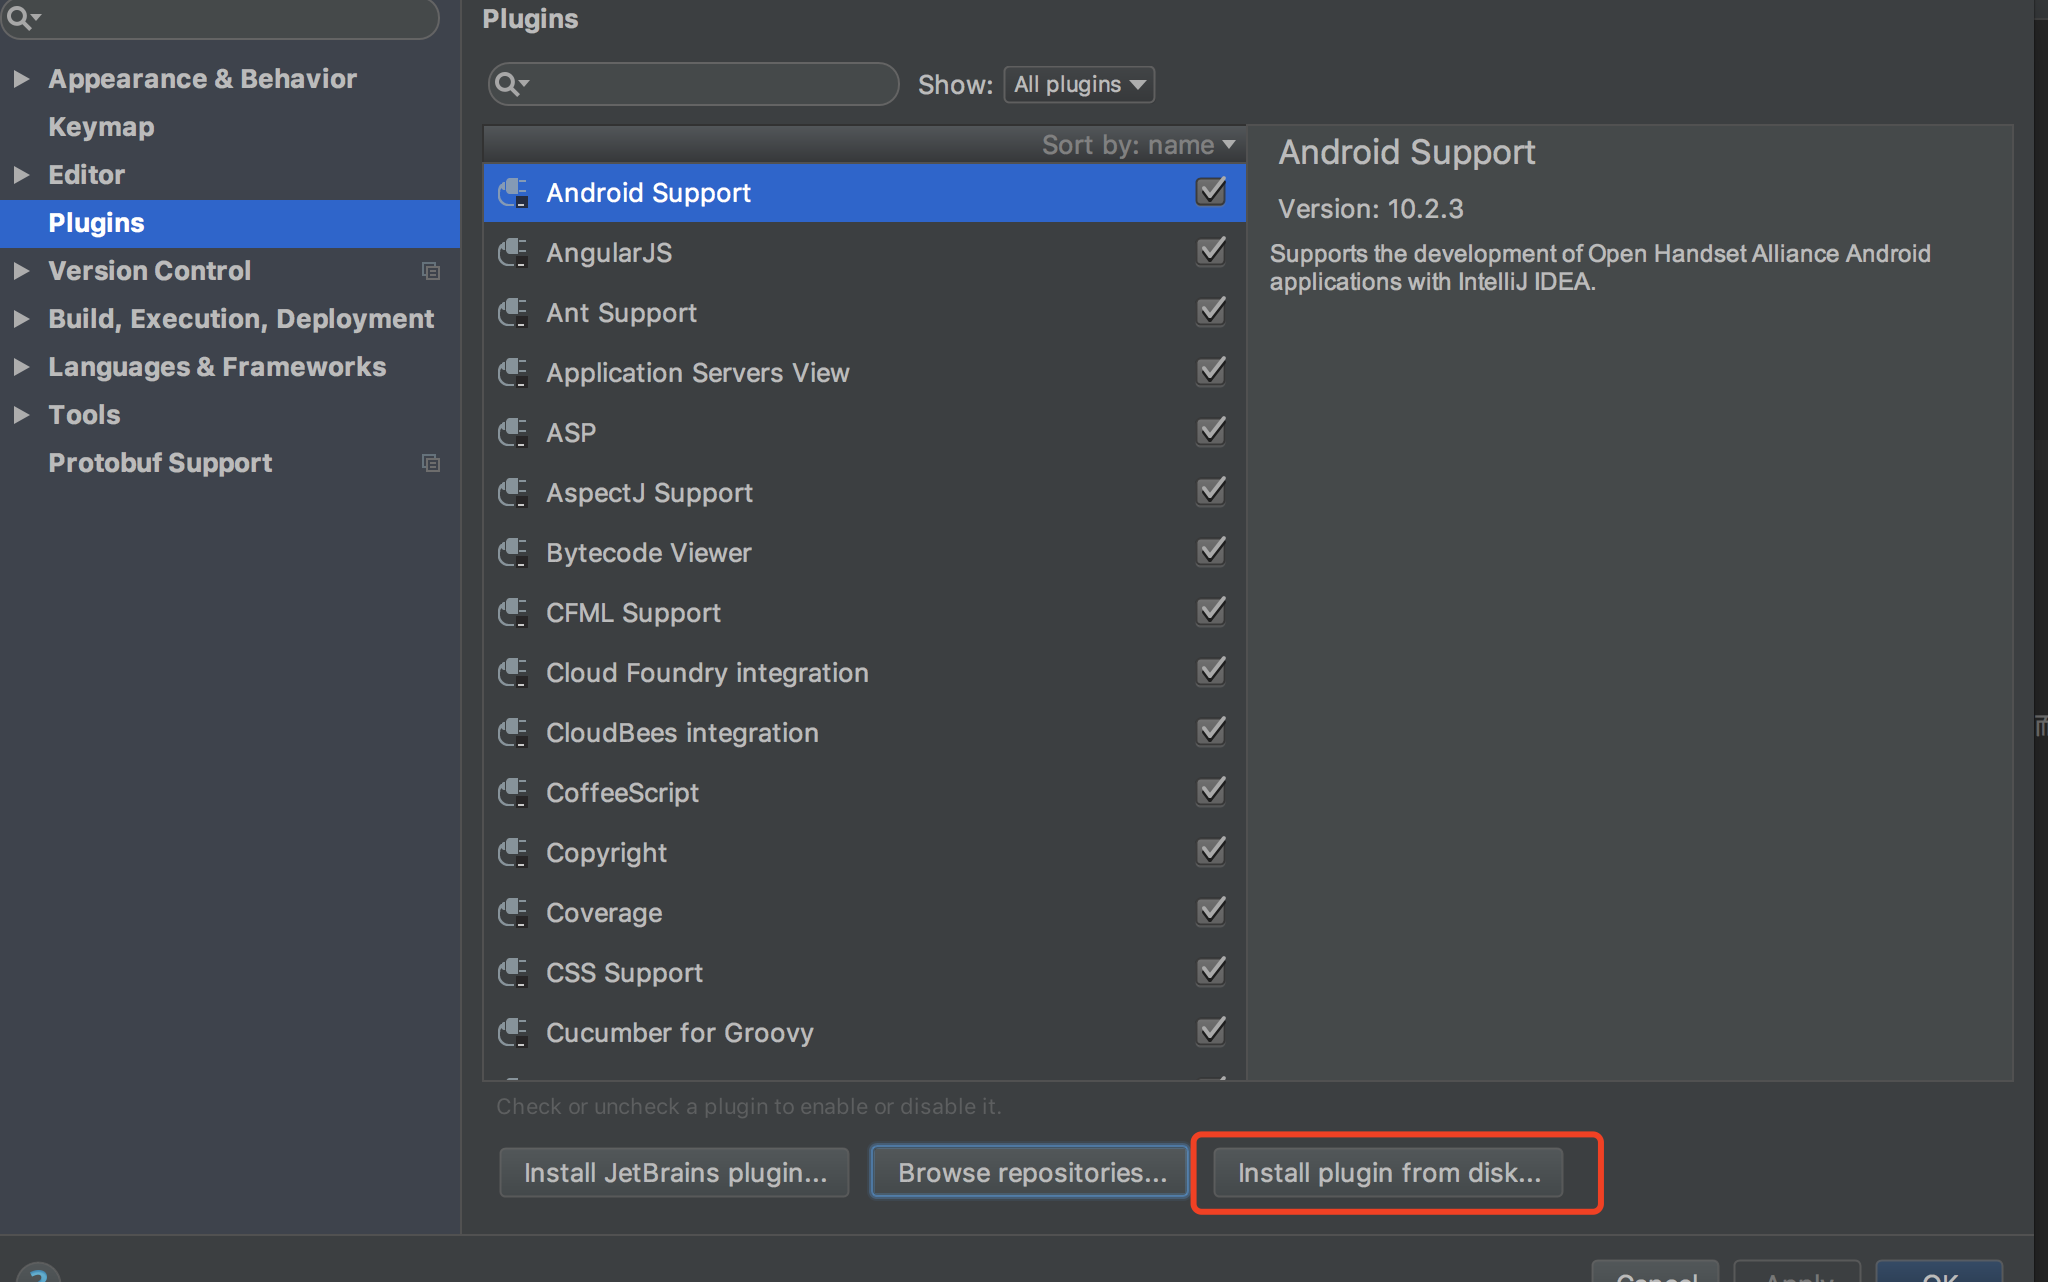 Plugins
Appearance & Behavior
Keymap
Editor
Plugins
Version Control
Build, Execution, Deployment
Languages & Frameworks
Tools
Protobuf Support
Show: All plugins
Sort by: name
Android Support
AngularJS
Ant Support
Application Servers View
ASP
AspectJ Support
Bytecode Viewer
CFML Support
Cloud Foundry integration
CloudBees integration
CoffeeScript
Copyright
Coverage
CSS Support
Cucumber for Groovy
Android Support
Version: 10.2.3
Supports the development of Open Handset Alliance Android
applications with IntelliJ IDEA.
Check or uncheck a plugin to enable or disable it.
Install JetBrains plugin...
Browse repositories...
Install plugin from disk...
?
Cancel
Apply
OK